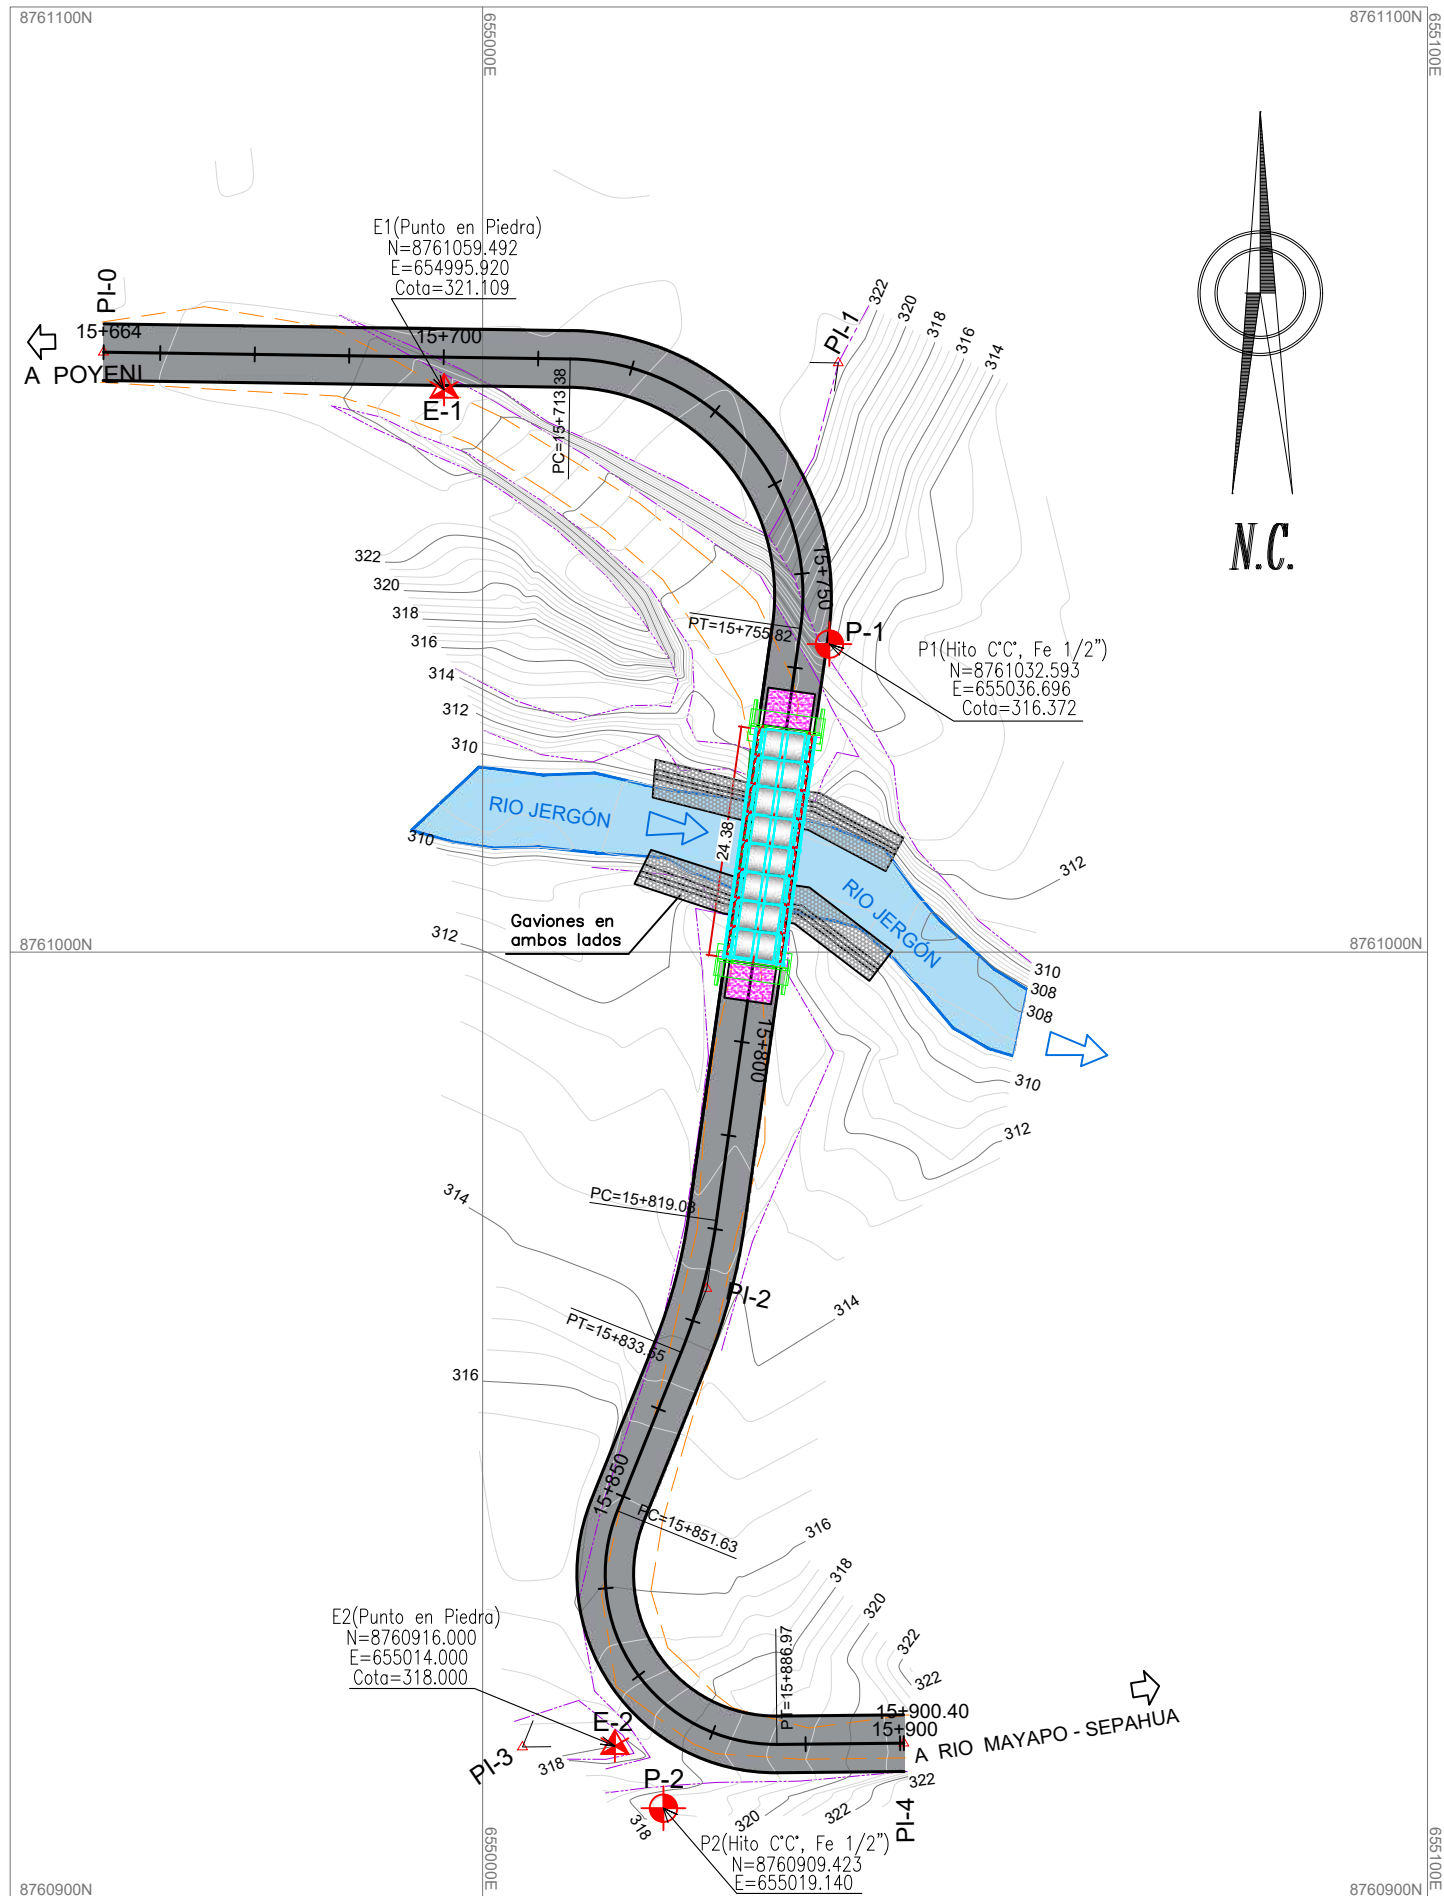 8761100N
655000E
8761100N
655100E
E1(Punto en Piedra)
N=8761059.492
E=654995.920
Cota=321.109
PI-0
15+664
A POYENI
15+700
E-1
PC=15+713.38
PI-1
322
320
318
316
314
N.C.
15+750
PT=15+755.82
P-1
P1(Hito C°C°, Fe 1/2")
N=8761032.593
E=655036.696
Cota=316.372
322
320
318
316
314
312
310
RIO JERGÓN
310
24.38
RIO JERGÓN
312
Gaviones en
ambos lados
312
8761000N
8761000N
310
308
308
310
312
15+800
314
PC=15+819.03
PI-2
314
PT=15+833.65
316
15+850
PC=15+851.63
316
318
320
322
322
E2(Punto en Piedra)
N=8760916.000
E=655014.000
Cota=318.000
PT=15+886.97
15+900.40
15+900
A RIO MAYAPO - SEPAHUA
E-2
PI-3
318
P-2
318
320
322
322
PI-4
P2(Hito C°C°, Fe 1/2")
N=8760909.423
E=655019.140
655000E
655100E
8760900N
8760900N